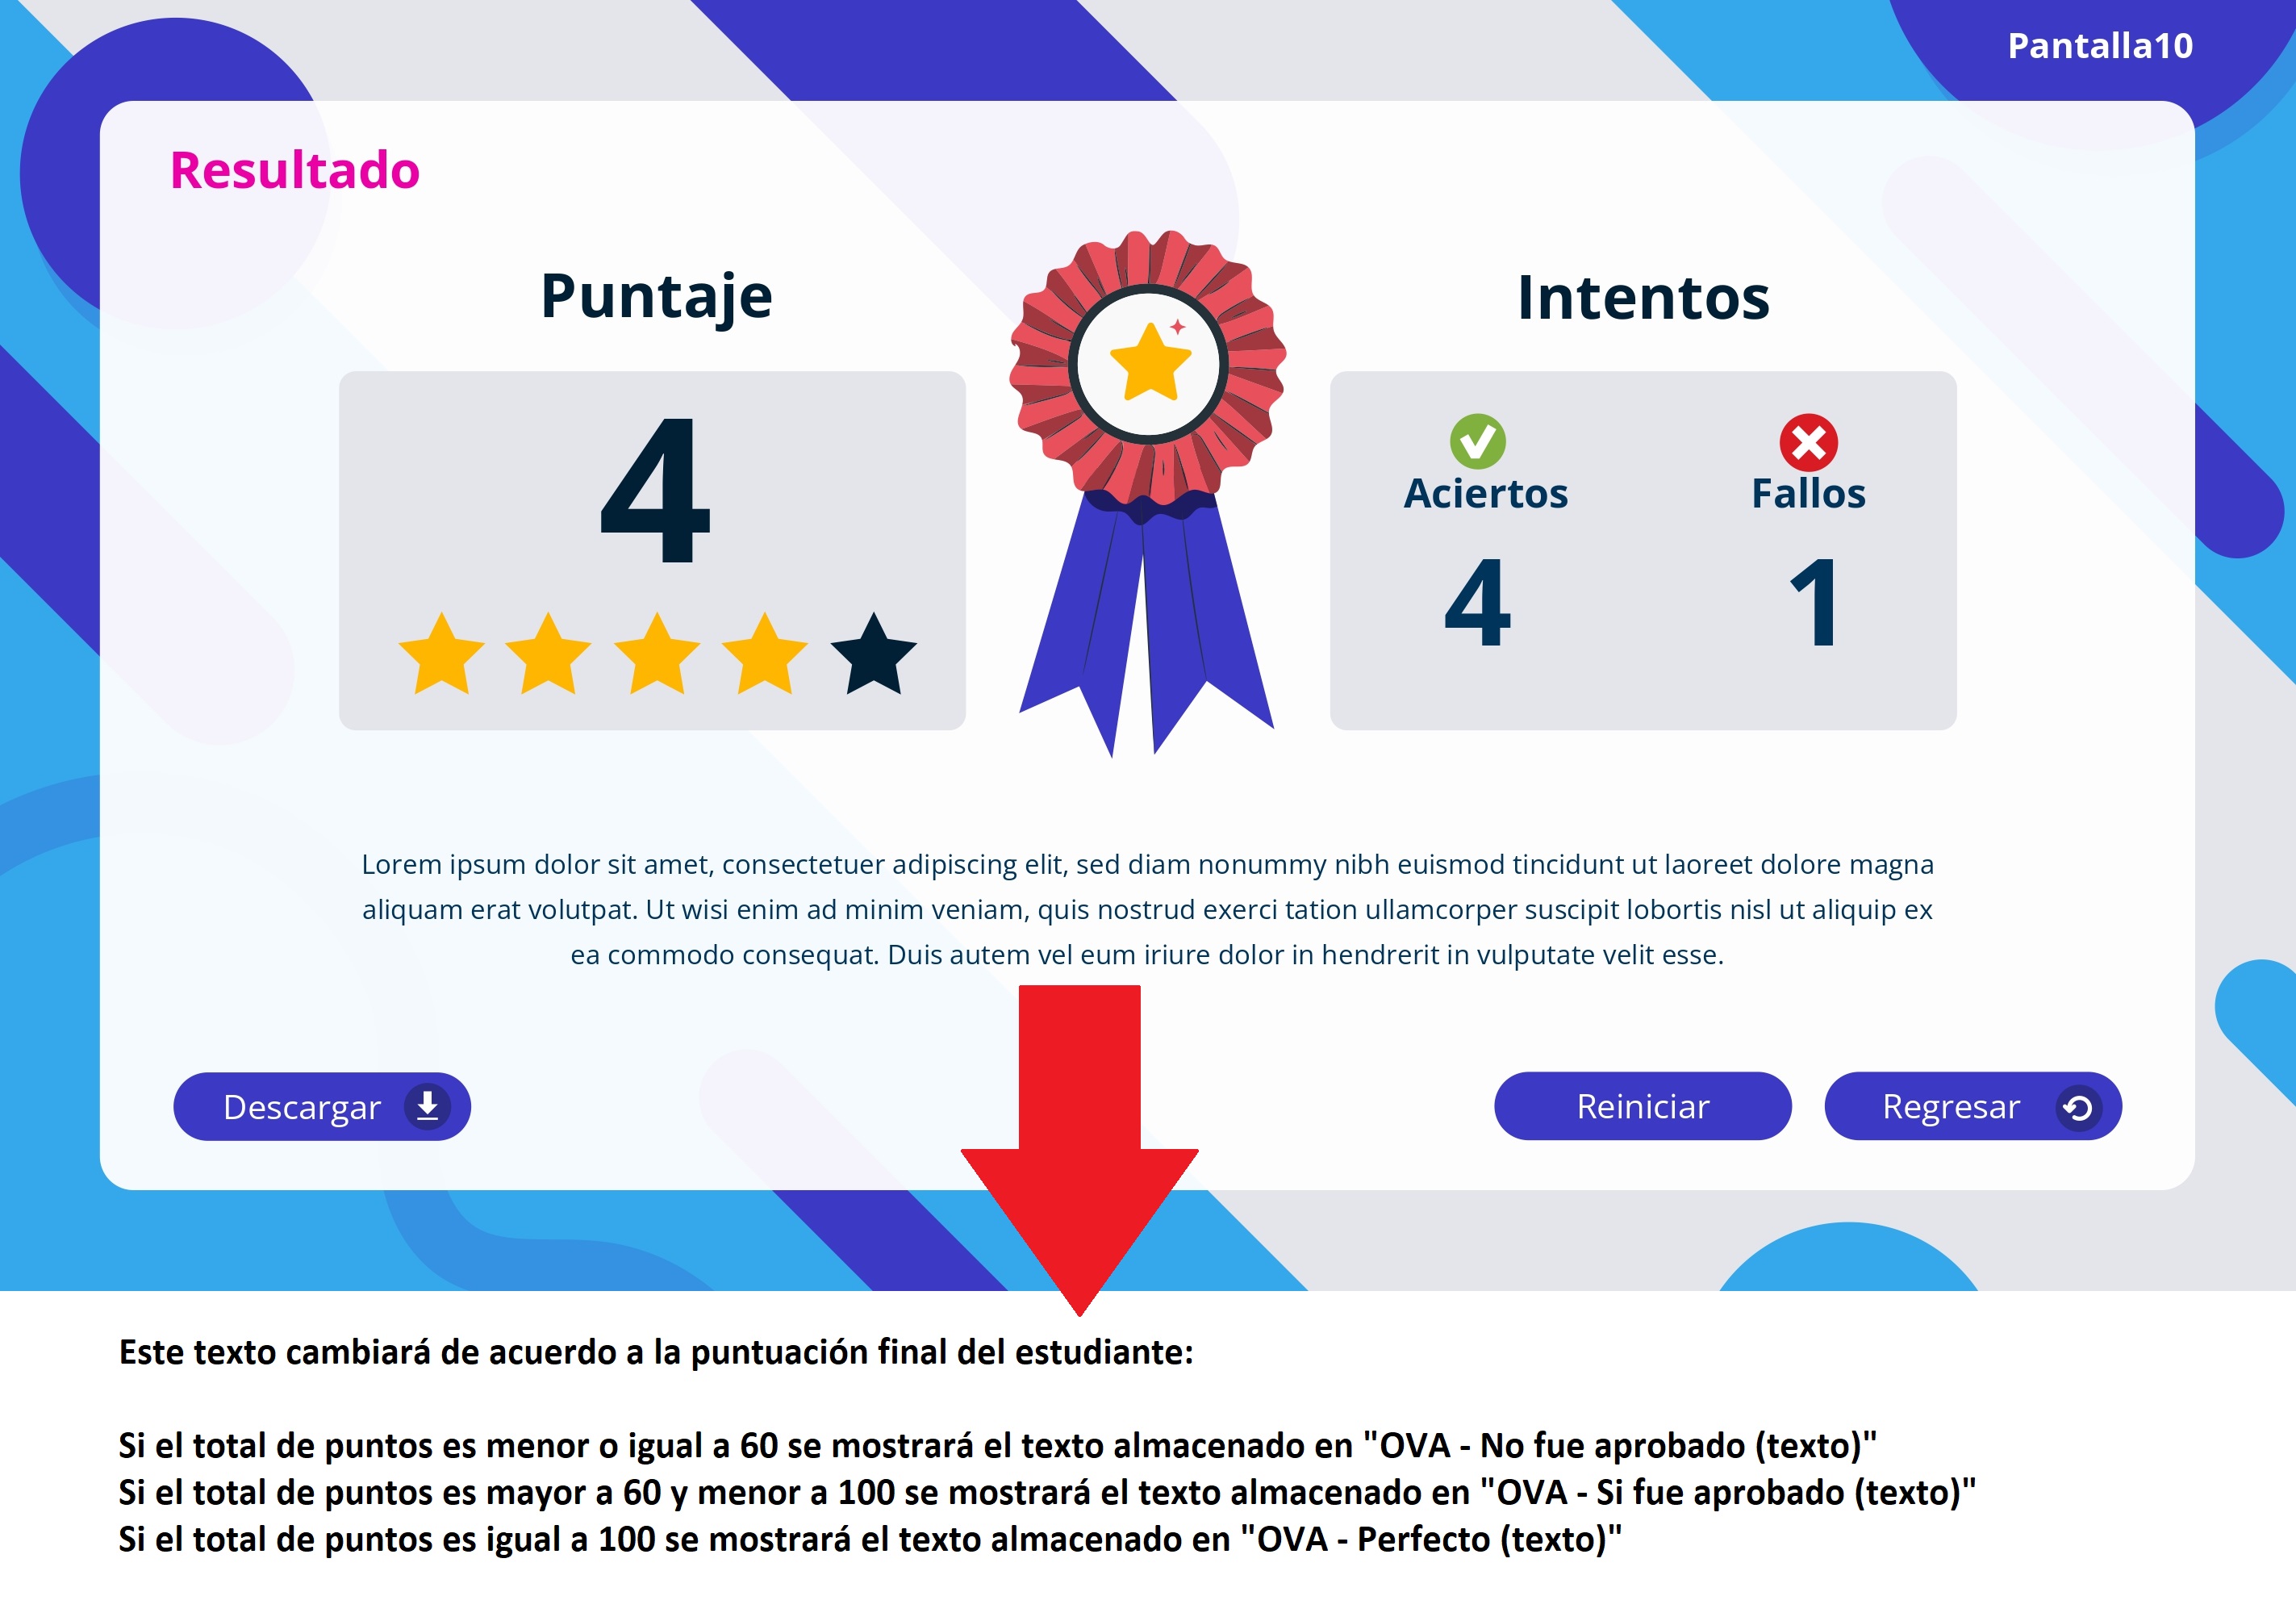 Pantalla10
Resultado
Puntaje
Intentos
4
Aciertos
Fallos
4
1
Lorem ipsum dolor sit amet, consectetuer adipiscing elit, sed diam nonummy nibh euismod tincidunt ut laoreet dolore magna
aliquam erat volutpat. Ut wisi enim ad minim veniam, quis nostrud exerci tation ullamcorper suscipit lobortis nisl ut aliquip ex
ea commodo consequat. Duis autem vel eum iriure dolor in hendrerit in vulputate velit esse.
Descargar
Reiniciar
Regresar
Este texto cambiará de acuerdo a la puntuación final del estudiante:
Si el total de puntos es menor o igual a 60 se mostrará el texto almacenado en "OVA - No fue aprobado (texto)"
Si el total de puntos es mayor a 60 y menor a 100 se mostrará el texto almacenado en "OVA - Si fue aprobado (texto)"
Si el total de puntos es igual a 100 se mostrará el texto almacenado en "OVA - Perfecto (texto)"